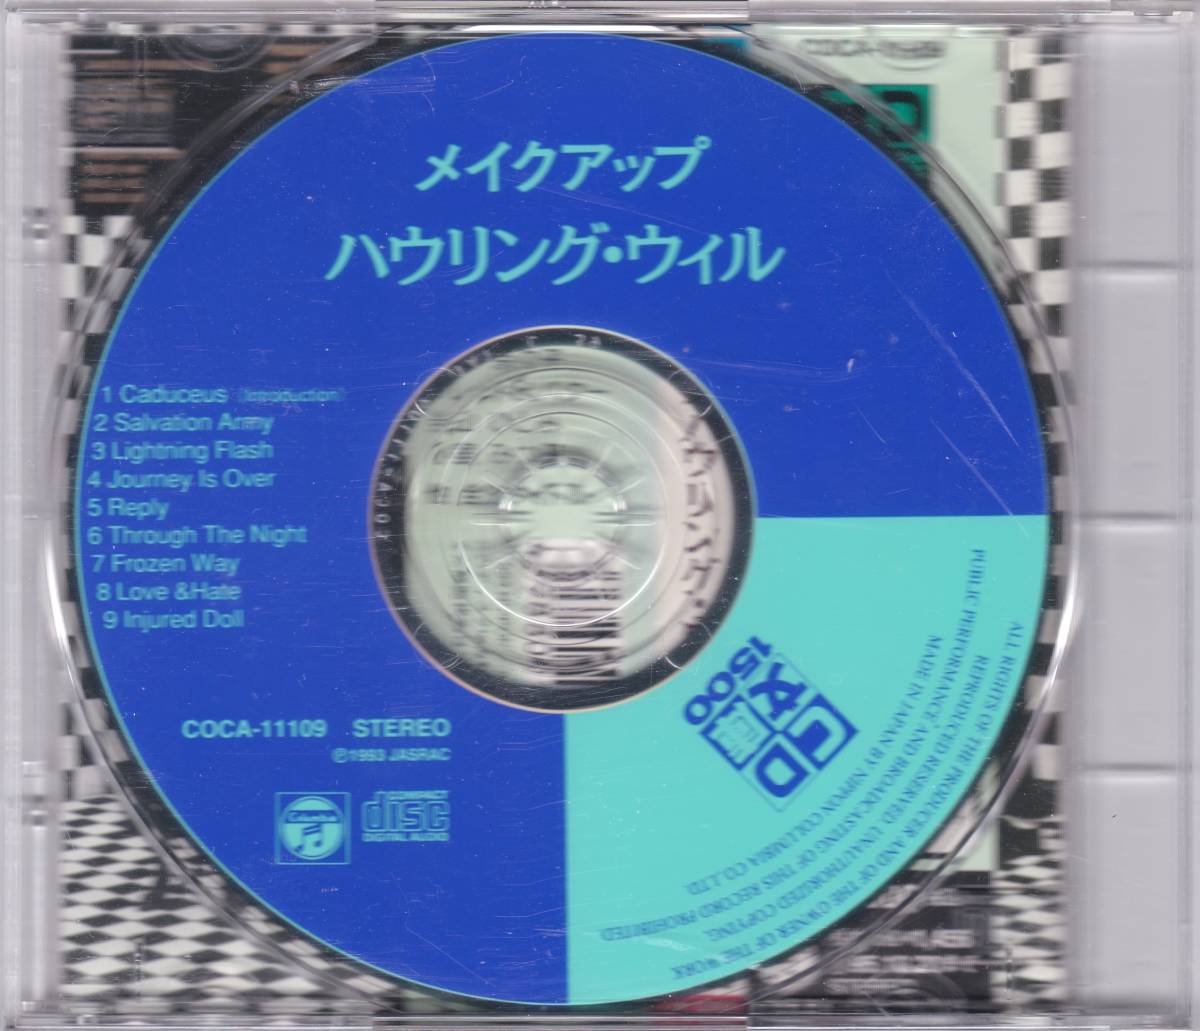 メイクアップ
ハウリング・ウィル
1 Caduceus (Introduction)
2 Salvation Army
3 Lightning Flash
4 Journey Is Over
5 Reply
6 Through The Night
7 Frozen Way
8 Love &Hate
9 Injured Doll
COCA-11109 STEREO
℗1993 JASRAC
Columbia
COMPACT
disc
DIGITAL AUDIO
CD
文庫
1500
ALL RIGHTS OF THE PRODUCER AND OF THE OWNER OF THE WORK
REPRODUCED RESERVED. UNAUTHORIZED COPYING,
PUBLIC PERFORMANCE AND BROADCASTING OF THIS RECORD PROHIBITED
MADE IN JAPAN BY NIPPON COLUMBIA CO.,LTD.